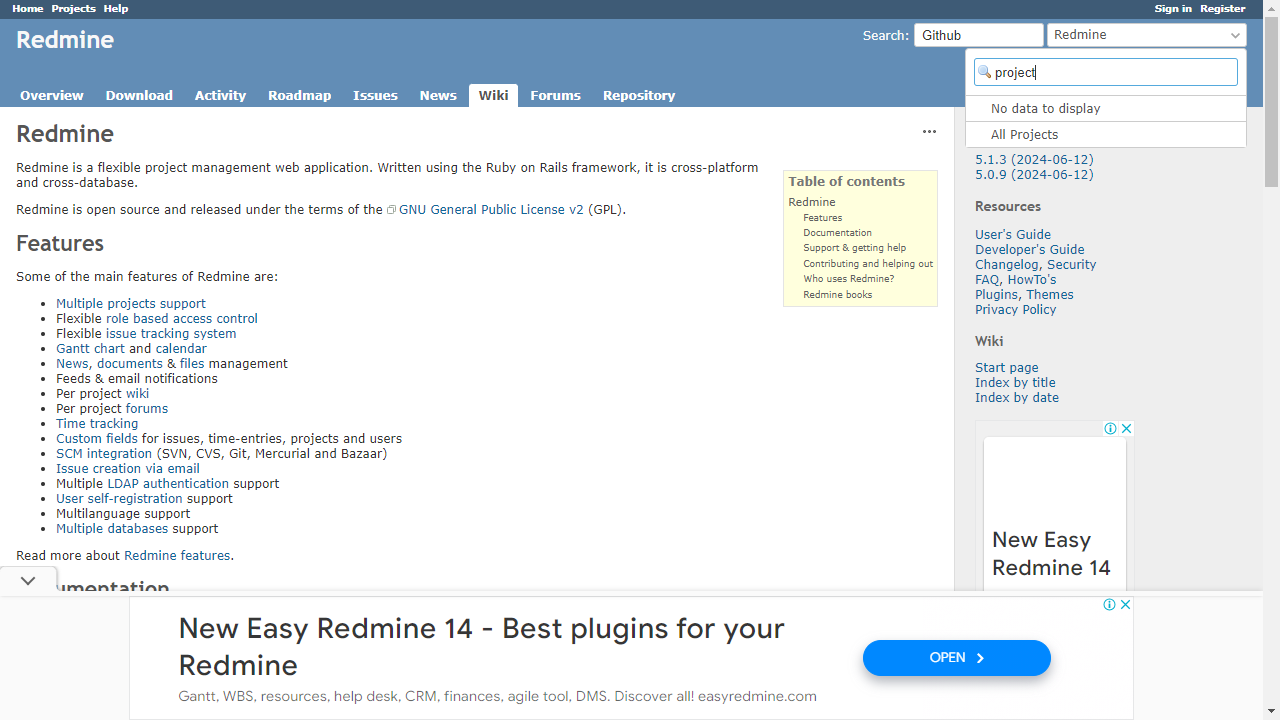 Home Projects Help Sign in Register
Redmine
Search: Github Redmine
project
No data to display
All Projects
Overview Download Activity Roadmap Issues News Wiki Forums Repository
Redmine
Redmine is a flexible project management web application. Written using the Ruby on Rails framework, it is cross-platform
and cross-database.
Redmine is open source and released under the terms of the GNU General Public License v2 (GPL).
Table of contents
Redmine
Features
Documentation
Support & getting help
Contributing and helping out
Who uses Redmine?
Redmine books
Features
Some of the main features of Redmine are:
Multiple projects support
Flexible role based access control
Flexible issue tracking system
Gantt chart and calendar
News, documents & files management
Feeds & email notifications
Per project wiki
Per project forums
Time tracking
Custom fields for issues, time-entries, projects and users
SCM integration (SVN, CVS, Git, Mercurial and Bazaar)
Issue creation via email
Multiple LDAP authentication support
User self-registration support
Multilanguage support
Multiple databases support
Read more about Redmine features.
5.1.3 (2024-06-12)
5.0.9 (2024-06-12)
Resources
User's Guide
Developer's Guide
Changelog, Security
FAQ, HowTo's
Plugins, Themes
Privacy Policy
Wiki
Start page
Index by title
Index by date
New Easy
Redmine 14
New Easy Redmine 14 - Best plugins for your
Redmine
Gantt, WBS, resources, help desk, CRM, finances, agile tool, DMS. Discover all! easyredmine.com
OPEN